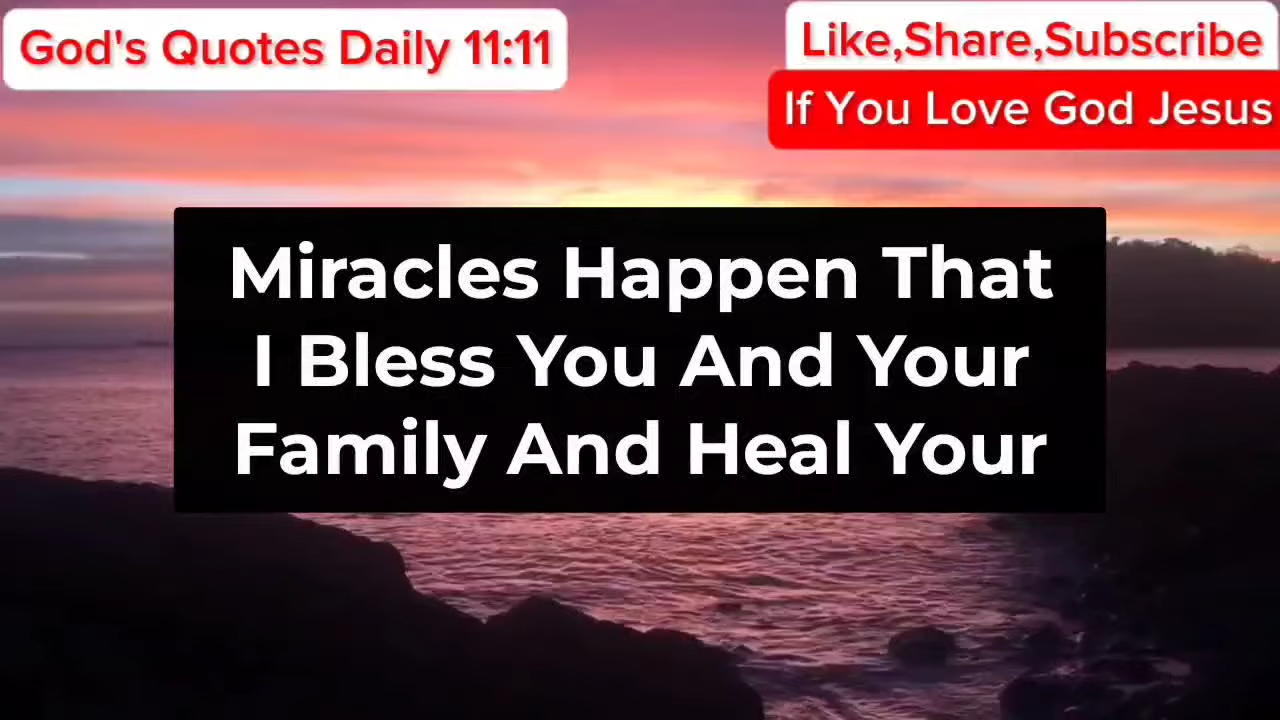 God's Quotes Daily 11:11
Like,Share,Subscribe
If You Love God Jesus
Miracles Happen That
I Bless You And Your
Family And Heal Your